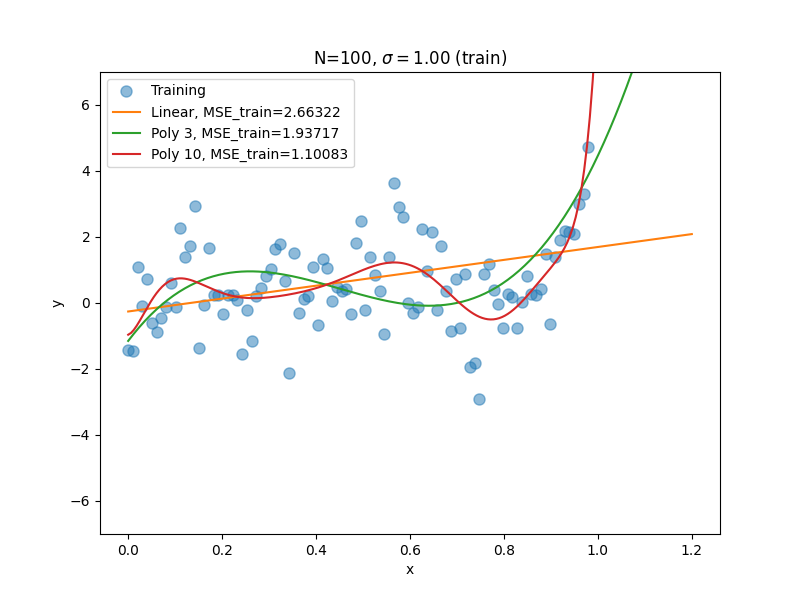 N=100, σ = 1.00 (train)
Training
Linear, MSE_train=2.66322
Poly 3, MSE_train=1.93717
Poly 10, MSE_train=1.10083
6
4
2
0
−2
−4
−6
y
0.0 0.2 0.4 0.6 0.8 1.0 1.2
x